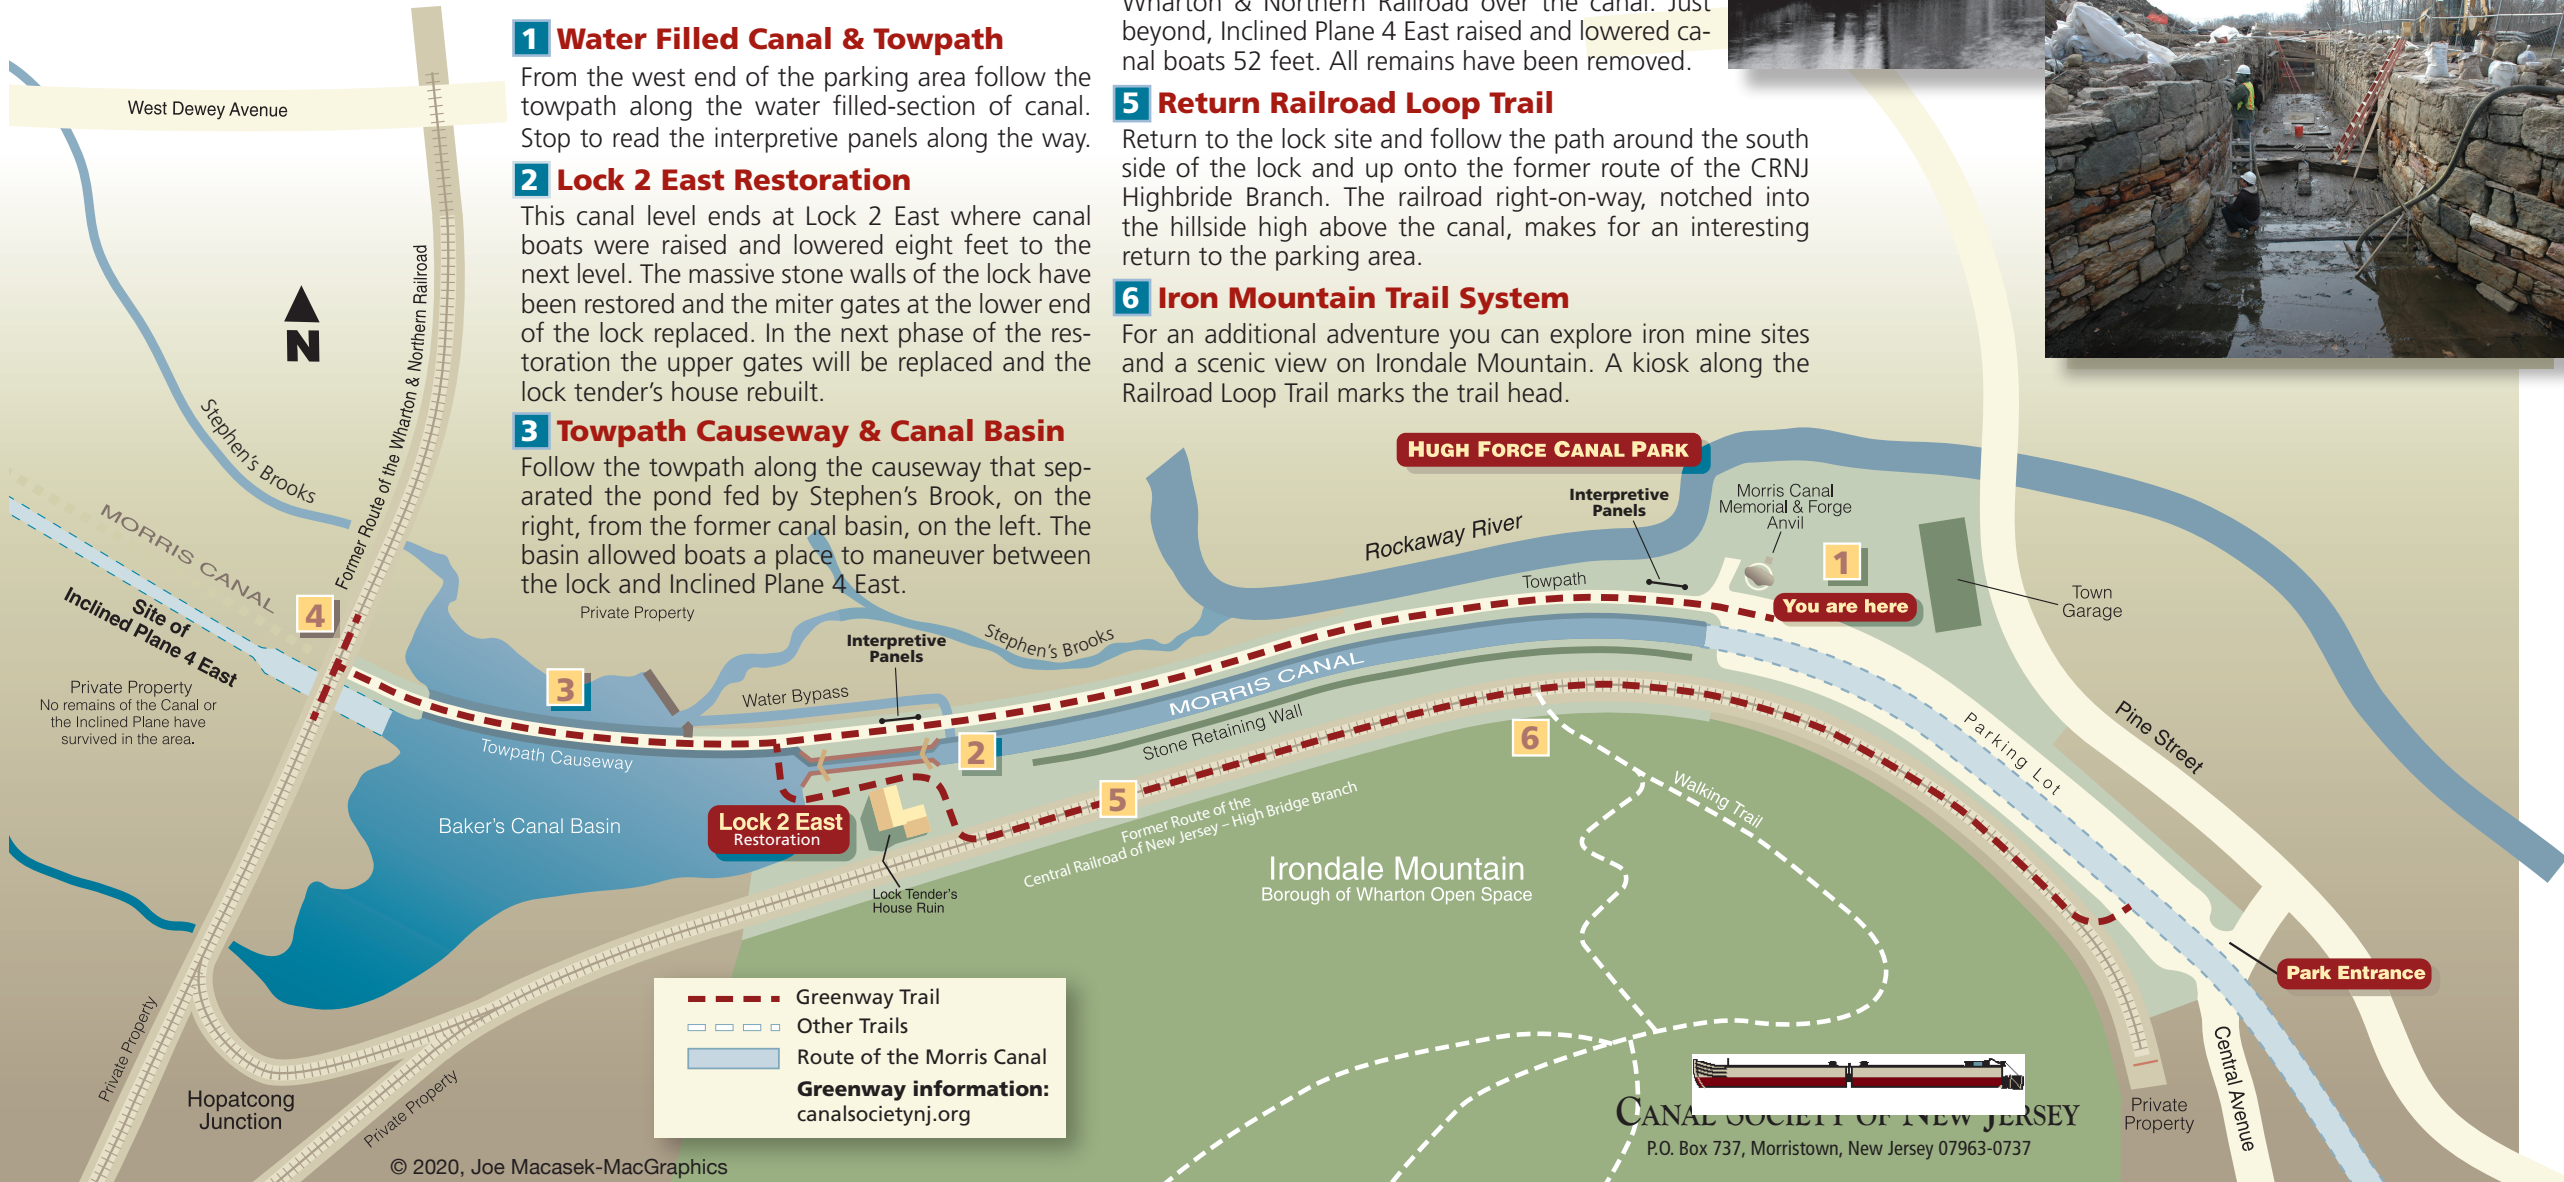 1 Water Filled Canal & Towpath
From the west end of the parking area follow the
towpath along the water filled-section of canal.
Stop to read the interpretive panels along the way.
2 Lock 2 East Restoration
This canal level ends at Lock 2 East where canal
boats were raised and lowered eight feet to the
next level. The massive stone walls of the lock have
been restored and the miter gates at the lower end
of the lock replaced. In the next phase of the res-
toration the upper gates will be replaced and the
lock tender's house rebuilt.
3 Towpath Causeway & Canal Basin
Follow the towpath along the causeway that sep-
arated the pond fed by Stephen's Brook, on the
right, from the former canal basin, on the left. The
basin allowed boats a place to maneuver between
the lock and Inclined Plane 4 East.
Wharton & Northern Railroad over the canal. Just
beyond, Inclined Plane 4 East raised and lowered ca-
nal boats 52 feet. All remains have been removed.
5 Return Railroad Loop Trail
Return to the lock site and follow the path around the south
side of the lock and up onto the former route of the CRNJ
Highbride Branch. The railroad right-on-way, notched into
the hillside high above the canal, makes for an interesting
return to the parking area.
6 Iron Mountain Trail System
For an additional adventure you can explore iron mine sites
and a scenic view on Irondale Mountain. A kiosk along the
Railroad Loop Trail marks the trail head.
West Dewey Avenue
N
Former Route of the Wharton & Northern Railroad
Stephen's Brooks
MORRIS CANAL
Site of
Inclined Plane 4 East
4
Private Property
No remains of the Canal or
the Inclined Plane have
survived in the area.
Private Property
3
Interpretive
Panels
Stephen's Brooks
Water Bypass
Towpath Causeway
Baker's Canal Basin
2
Lock 2 East
Restoration
Lock Tender's
House Ruin
HUGH FORCE CANAL PARK
Rockaway River
Interpretive
Panels
Morris Canal
Memorial & Forge
Anvil
1
Towpath
You are here
Town
Garage
MORRIS CANAL
Stone Retaining Wall
5
6
Former Route of the
Central Railroad of New Jersey – High Bridge Branch
Walking Trail
Parking Lot
Pine Street
Irondale Mountain
Borough of Wharton Open Space
Park Entrance
Central Avenue
Private
Property
Private Property
Hopatcong
Junction
Private Property
Greenway Trail
Other Trails
Route of the Morris Canal
Greenway information:
canalsocietynj.org
© 2020, Joe Macasek-MacGraphics
CANAL SOCIETY OF NEW JERSEY
P.O. Box 737, Morristown, New Jersey 07963-0737